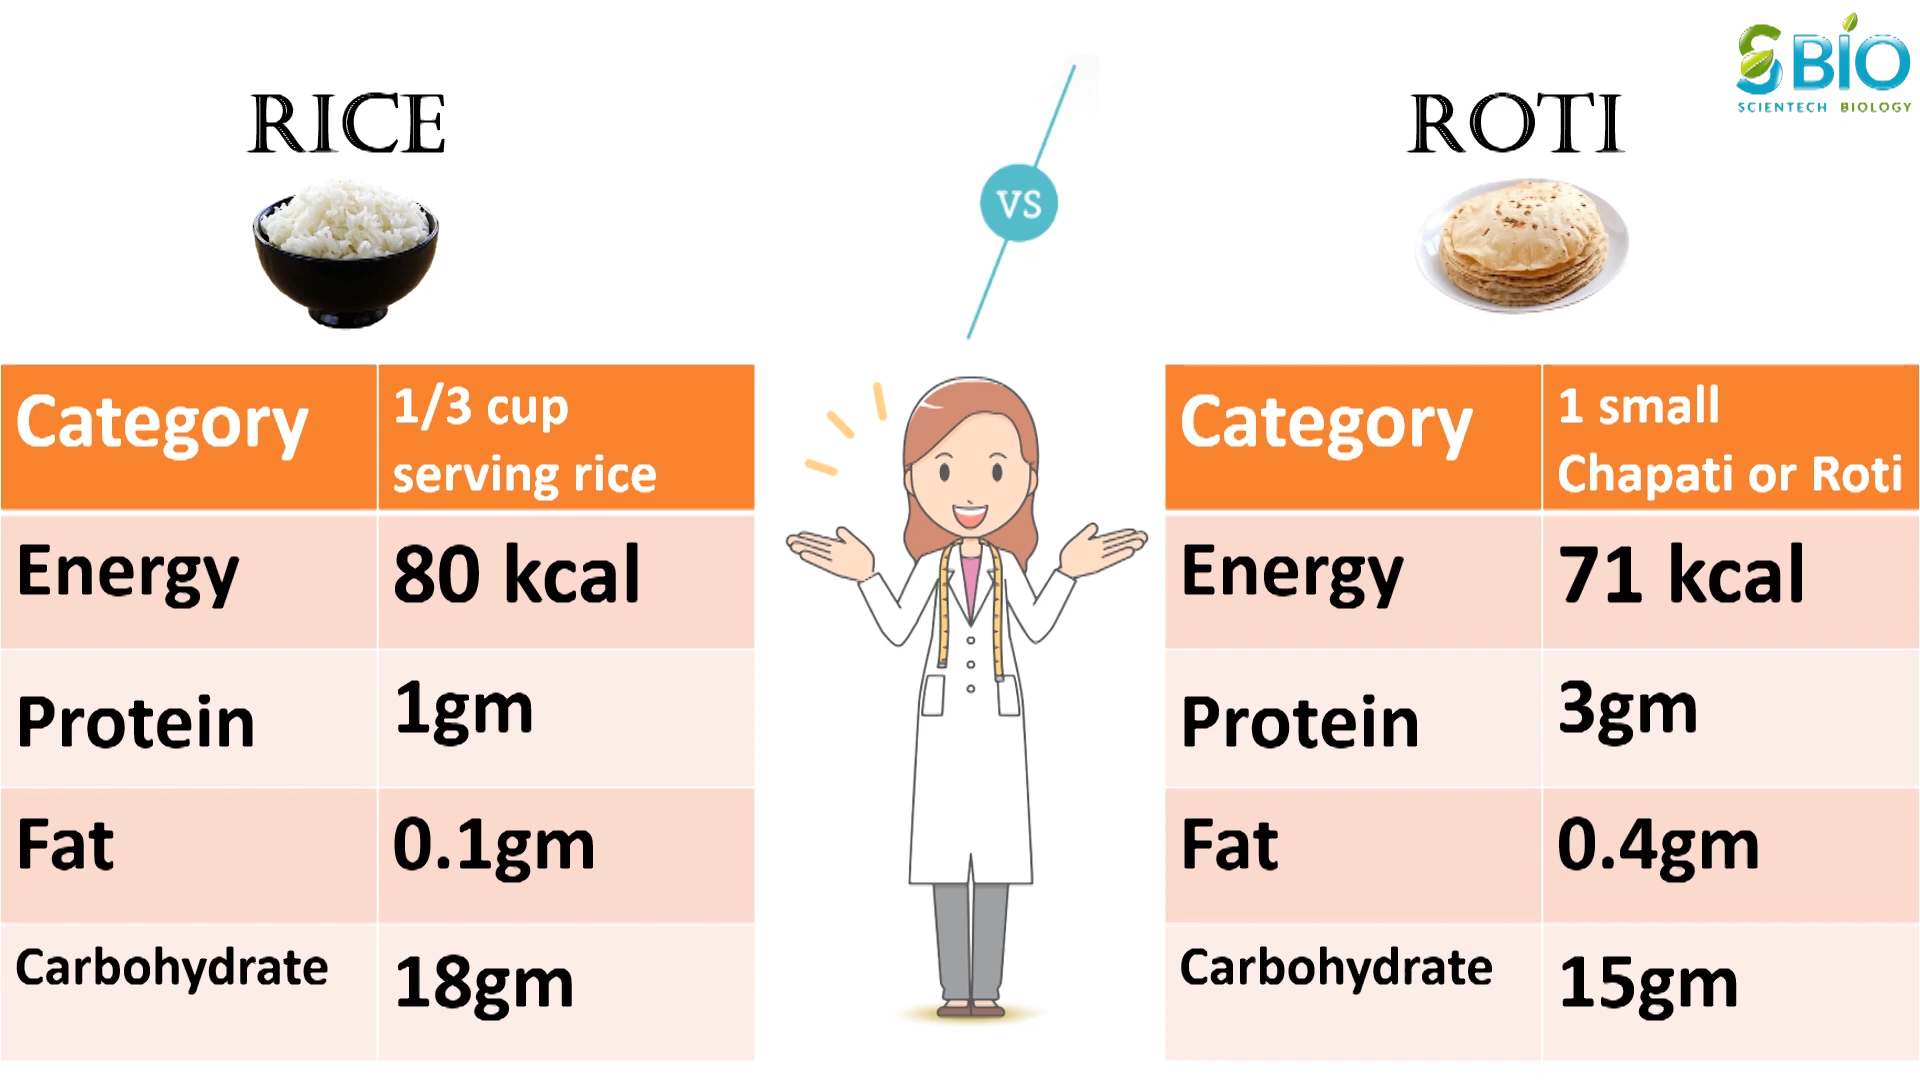 RICE
VS
ROTI
SBIO
SCIENTECH BIOLOGY
Category
1/3 cup
serving rice
Energy
80 kcal
Protein
1gm
Fat
0.1gm
Carbohydrate
18gm
Category
1 small
Chapati or Roti
Energy
71 kcal
Protein
3gm
Fat
0.4gm
Carbohydrate
15gm